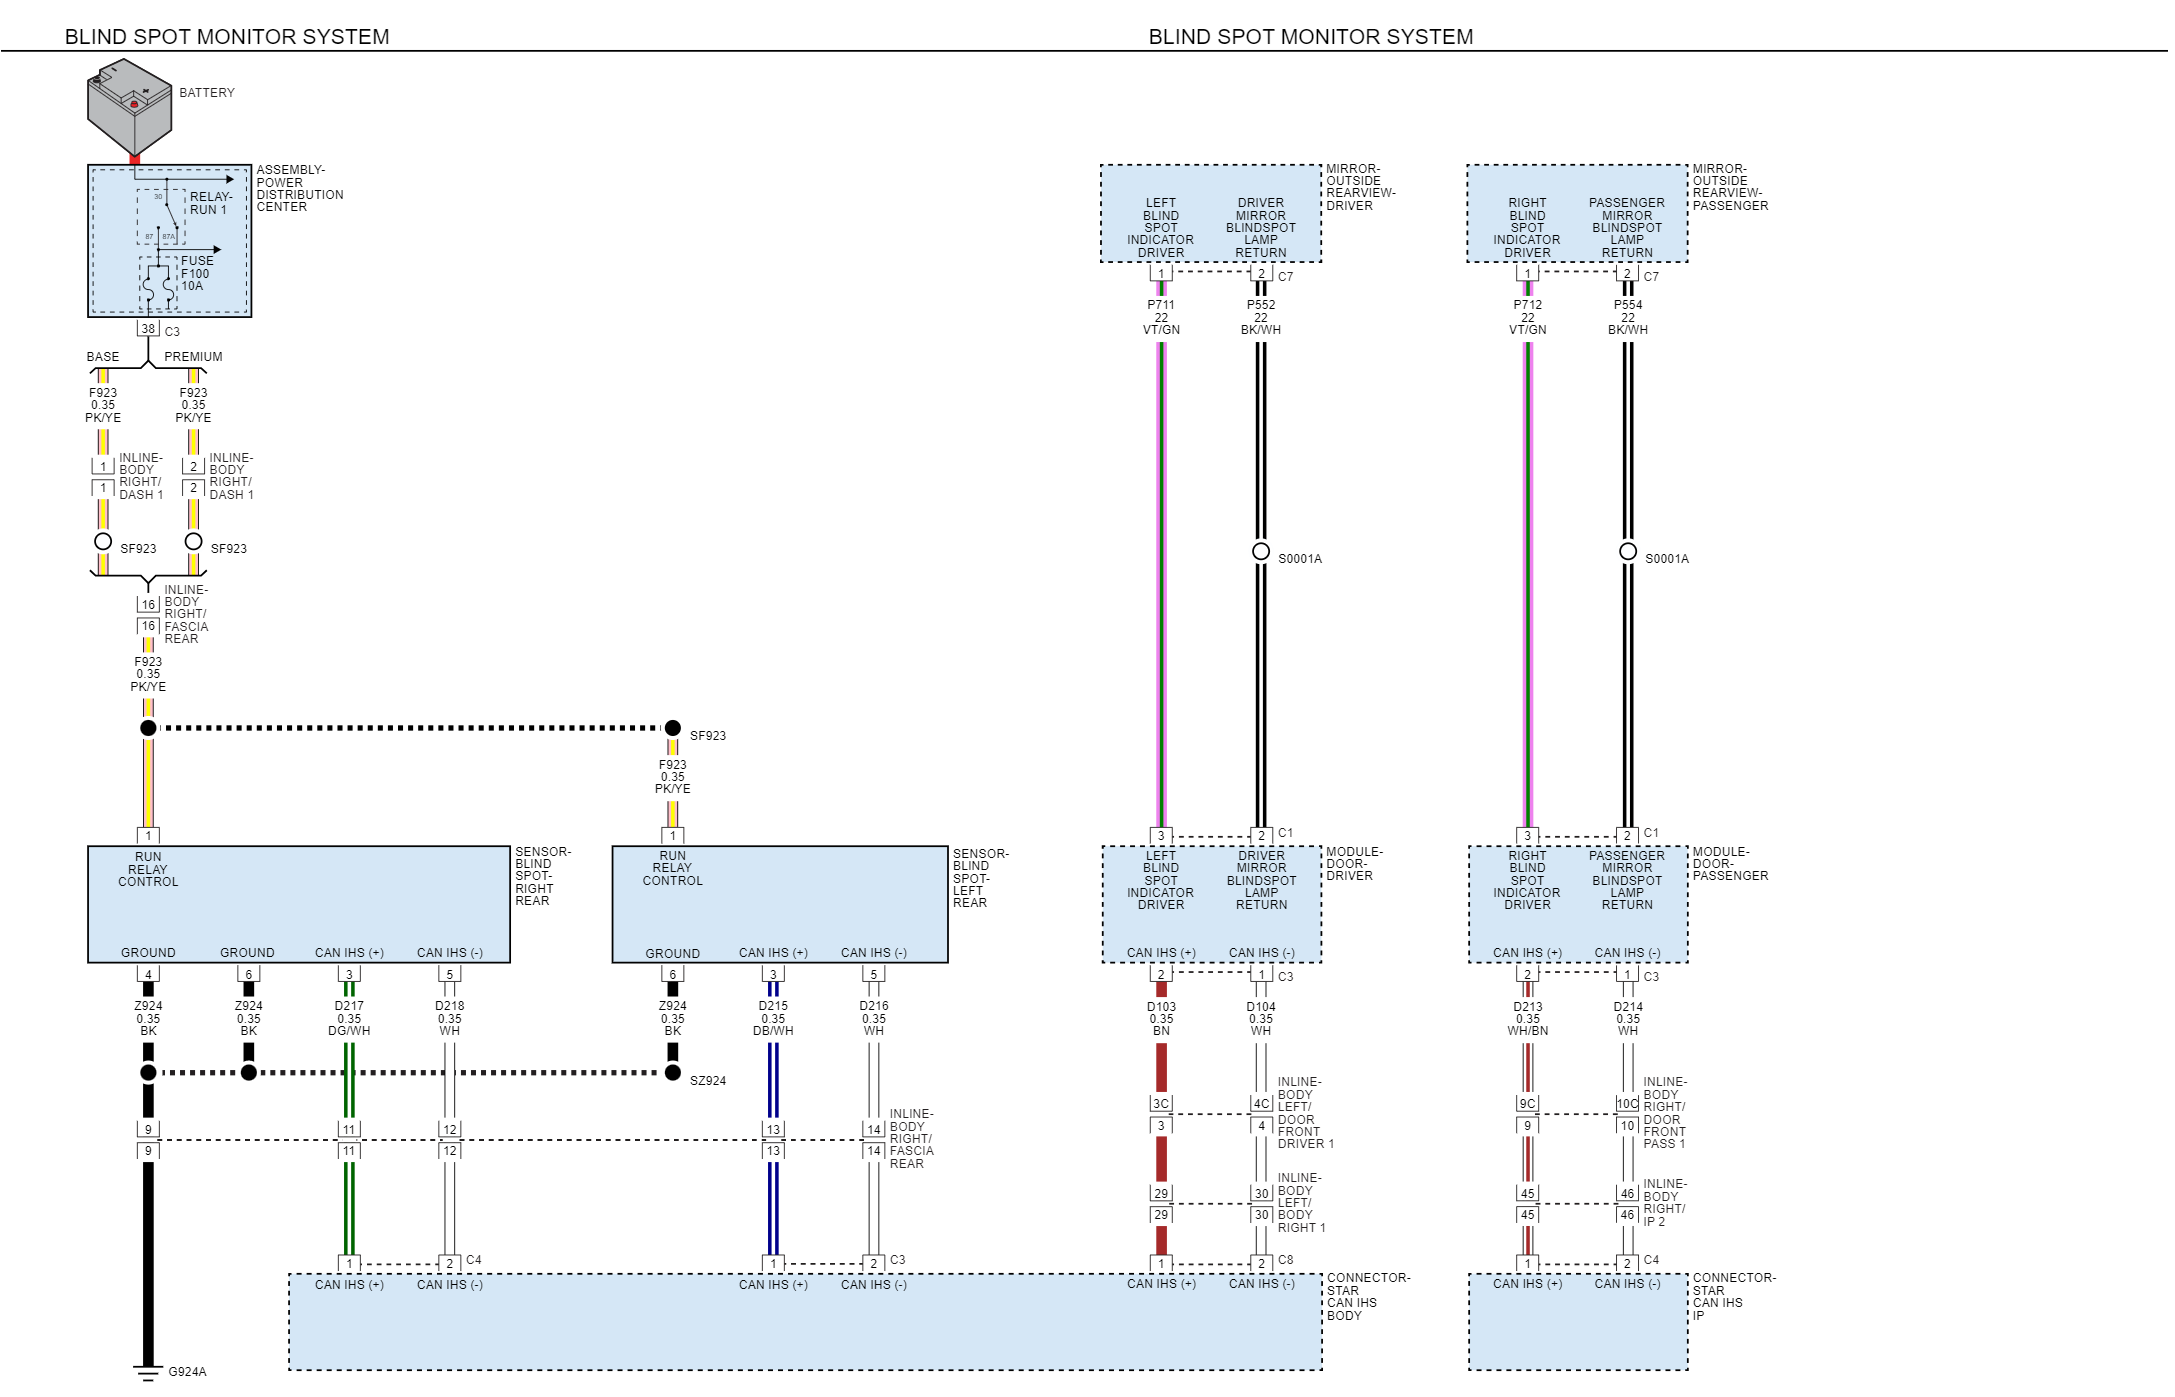 BLIND SPOT MONITOR SYSTEM
BLIND SPOT MONITOR SYSTEM
BATTERY
ASSEMBLY-
POWER
DISTRIBUTION
CENTER
30
RELAY-
RUN 1
87
87A
FUSE
F100
10A
38
C3
BASE
PREMIUM
F923
0.35
PK/YE
F923
0.35
PK/YE
1
INLINE-
BODY
RIGHT/
DASH 1
1
2
INLINE-
BODY
RIGHT/
DASH 1
2
SF923
SF923
16
INLINE-
BODY
RIGHT/
FASCIA
REAR
16
F923
0.35
PK/YE
SF923
F923
0.35
PK/YE
1
RUN
RELAY
CONTROL
SENSOR-
BLIND
SPOT-
RIGHT
REAR
GROUND
GROUND
CAN IHS (+)
CAN IHS (-)
4
6
3
5
Z924
0.35
BK
Z924
0.35
BK
D217
0.35
DG/WH
D218
0.35
WH
1
RUN
RELAY
CONTROL
SENSOR-
BLIND
SPOT-
LEFT
REAR
GROUND
CAN IHS (+)
CAN IHS (-)
6
3
5
Z924
0.35
BK
D215
0.35
DB/WH
D216
0.35
WH
SZ924
9
11
12
13
14
INLINE-
BODY
RIGHT/
FASCIA
REAR
9
11
12
13
14
1
2
C4
1
2
C3
CAN IHS (+)
CAN IHS (-)
CAN IHS (+)
CAN IHS (-)
G924A
MIRROR-
OUTSIDE
REARVIEW-
DRIVER
LEFT
BLIND
SPOT
INDICATOR
DRIVER
DRIVER
MIRROR
BLINDSPOT
LAMP
RETURN
1
2
C7
P711
22
VT/GN
P552
22
BK/WH
S0001A
3
2
C1
LEFT
BLIND
SPOT
INDICATOR
DRIVER
DRIVER
MIRROR
BLINDSPOT
LAMP
RETURN
MODULE-
DOOR-
DRIVER
CAN IHS (+)
CAN IHS (-)
2
1
C3
D103
0.35
BN
D104
0.35
WH
3C
4C
INLINE-
BODY
LEFT/
DOOR
FRONT
DRIVER 1
3
4
29
30
INLINE-
BODY
LEFT/
BODY
RIGHT 1
29
30
1
2
C8
CAN IHS (+)
CAN IHS (-)
CONNECTOR-
STAR
CAN IHS
BODY
MIRROR-
OUTSIDE
REARVIEW-
PASSENGER
RIGHT
BLIND
SPOT
INDICATOR
DRIVER
PASSENGER
MIRROR
BLINDSPOT
LAMP
RETURN
1
2
C7
P712
22
VT/GN
P554
22
BK/WH
S0001A
3
2
C1
RIGHT
BLIND
SPOT
INDICATOR
DRIVER
PASSENGER
MIRROR
BLINDSPOT
LAMP
RETURN
MODULE-
DOOR-
PASSENGER
CAN IHS (+)
CAN IHS (-)
2
1
C3
D213
0.35
WH/BN
D214
0.35
WH
9C
10C
INLINE-
BODY
RIGHT/
DOOR
FRONT
PASS 1
9
10
45
46
INLINE-
BODY
RIGHT/
IP 2
45
46
1
2
C4
CAN IHS (+)
CAN IHS (-)
CONNECTOR-
STAR
CAN IHS
IP